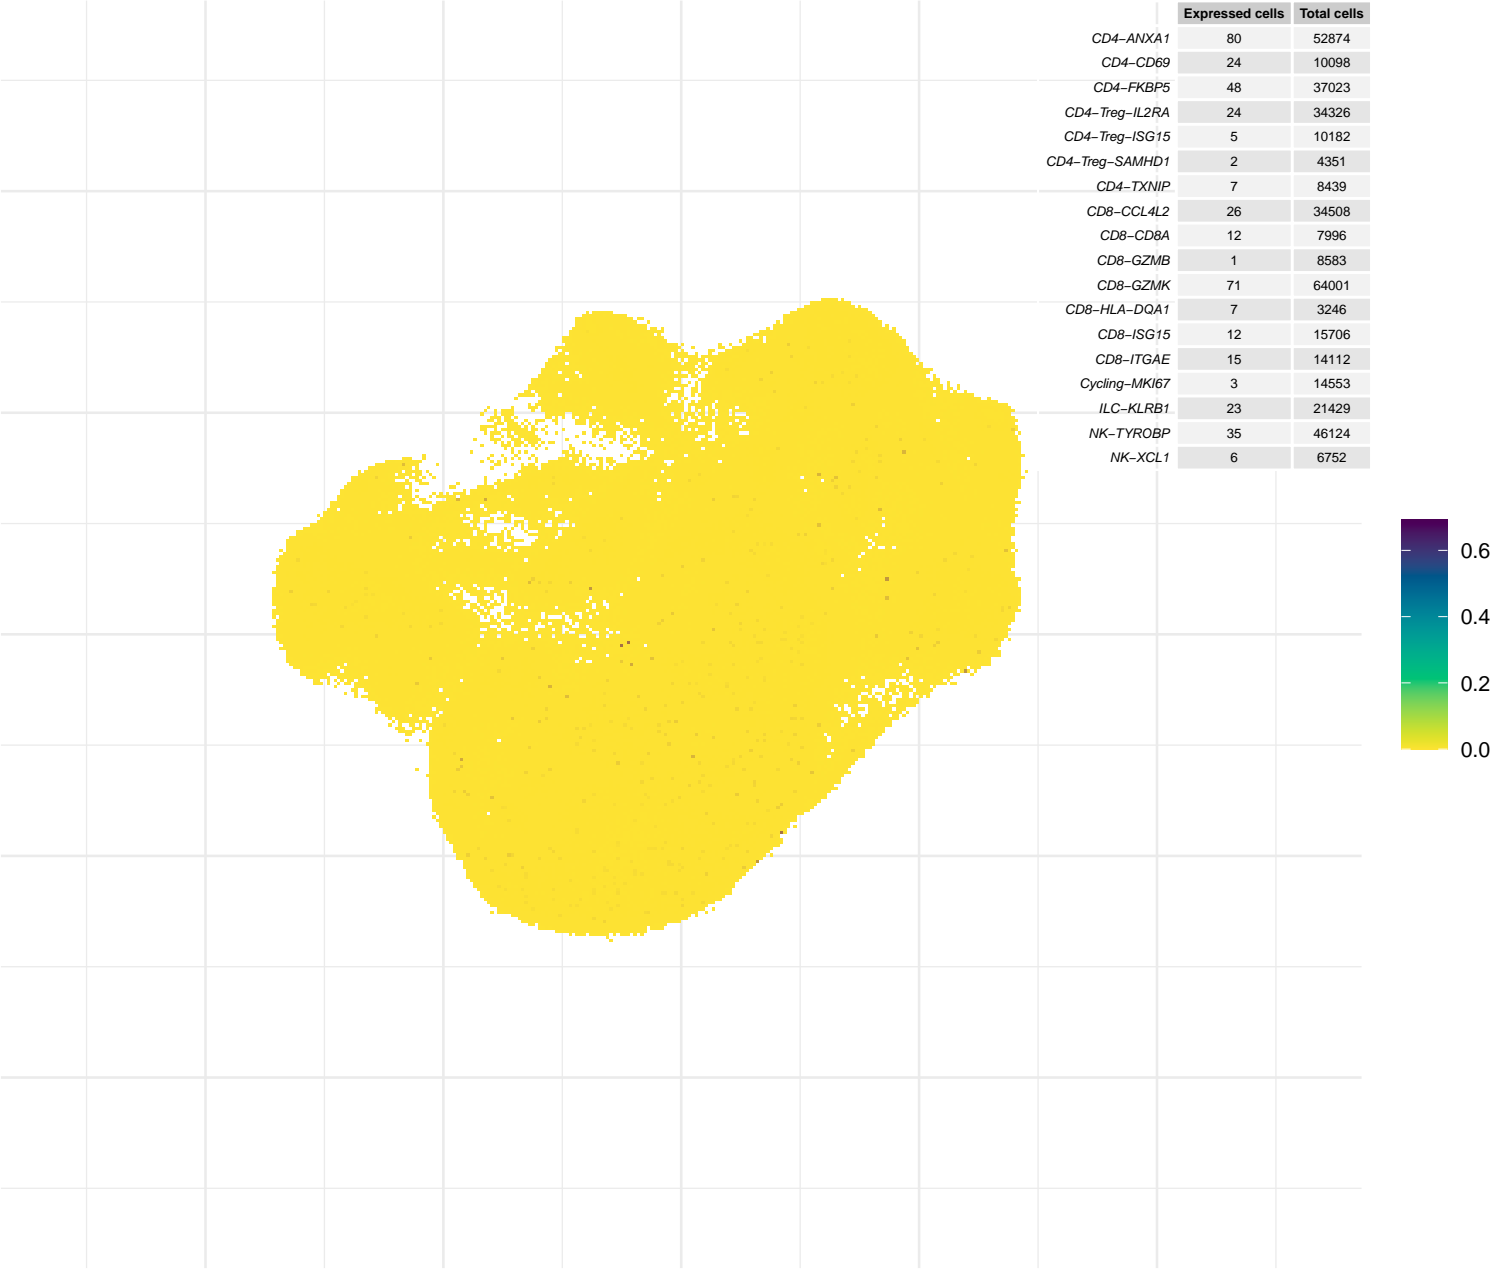 Expressed cells Total cells
CD4−ANXA1 80 52874
CD4−CD69 24 10098
CD4−FKBP5 48 37023
CD4−Treg−IL2RA 24 34326
CD4−Treg−ISG15 5 10182
CD4−Treg−SAMHD1 2 4351
CD4−TXNIP 7 8439
CD8−CCL4L2 26 34508
CD8−CD8A 12 7996
CD8−GZMB 1 8583
CD8−GZMK 71 64001
CD8−HLA−DQA1 7 3246
CD8−ISG15 12 15706
CD8−ITGAE 15 14112
Cycling−MKI67 3 14553
ILC−KLRB1 23 21429
NK−TYROBP 35 46124
NK−XCL1 6 6752
0.6
0.4
0.2
0.0